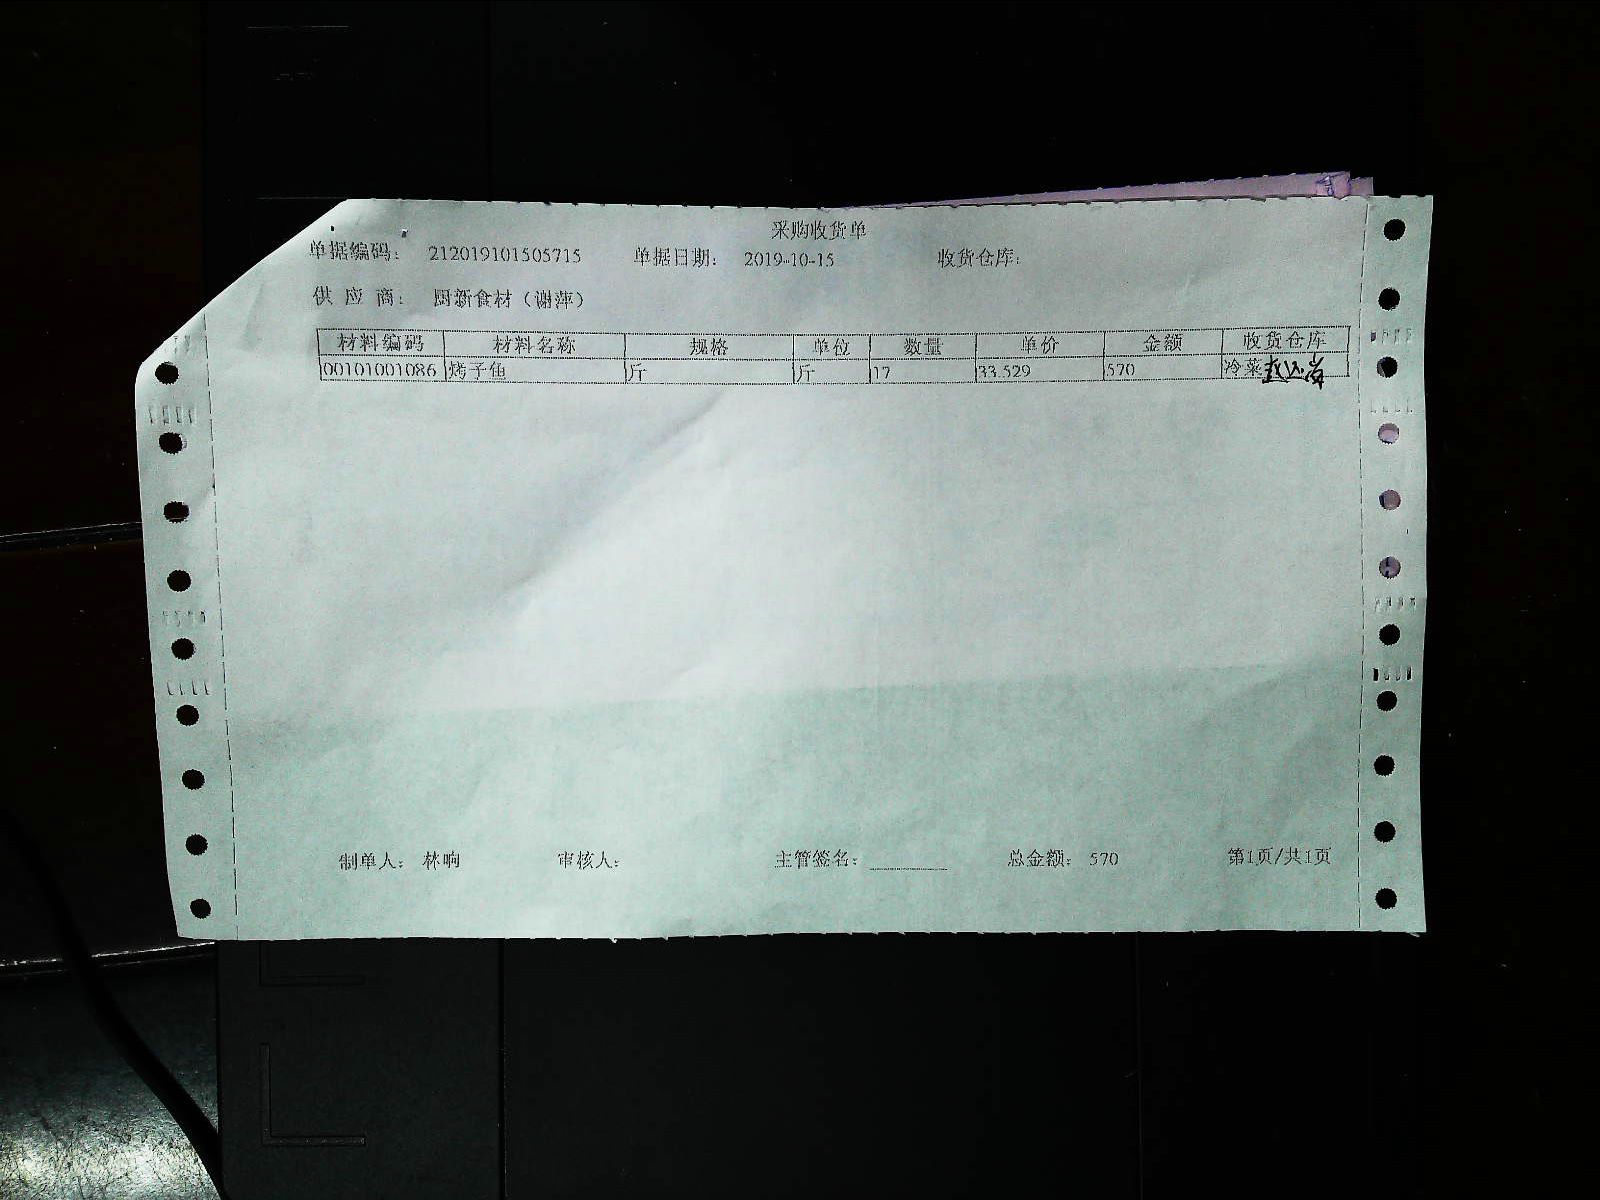 采购收货单
单据编码: 212019101505715 单据日期: 2019-10-15 收货仓库:
供应商: 厨新食材（谢萍）
材料编码 材料名称 规格 单位 数量 单价 金额 收货仓库
00101001086 烤子鱼 斤 斤 17 33.529 570 冷菜
制单人: 林响 审核人: 主管签名: 总金额: 570 第1页/共1页